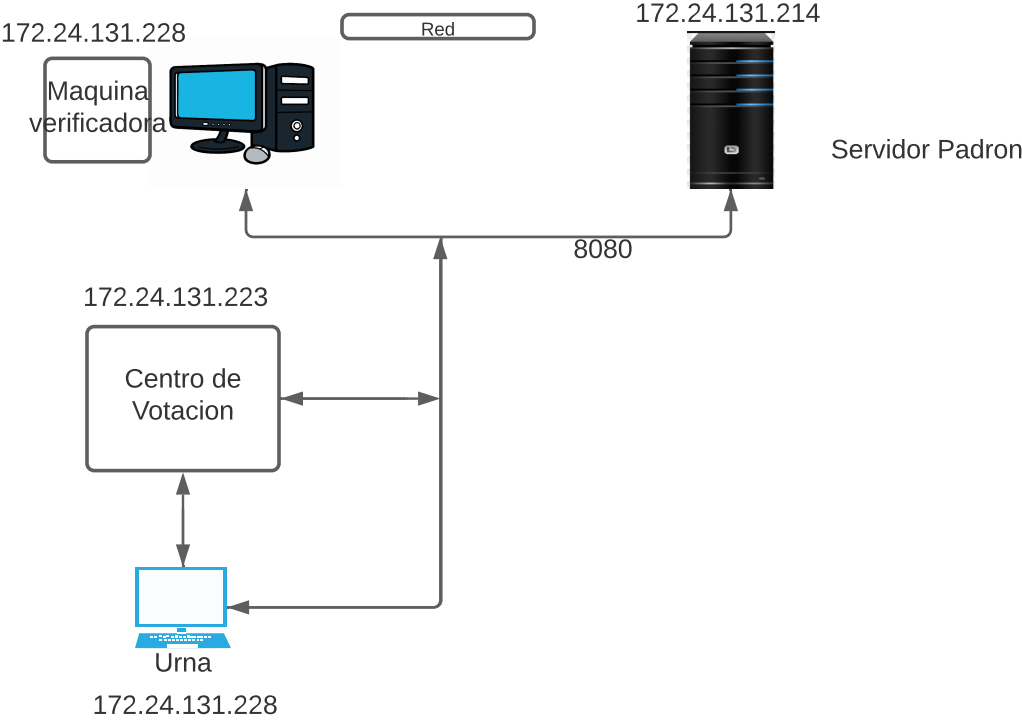 172.24.131.228
Red
172.24.131.214
Maquina
verificadora
Servidor Padron
8080
172.24.131.223
Centro de
Votacion
Urna
172.24.131.228